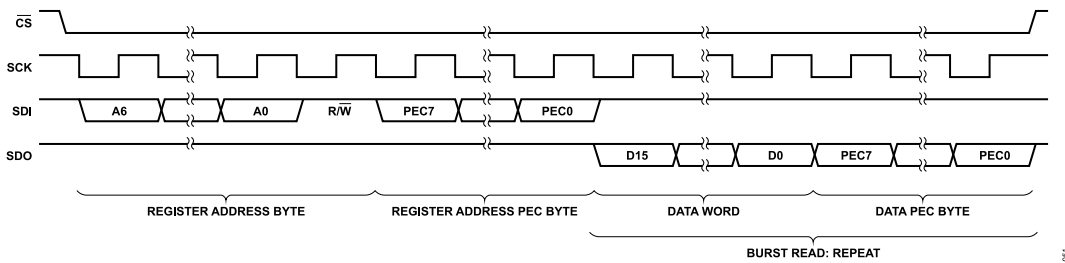 CS
SCK
SDI A6 A0 R/W PEC7 PEC0
SDO D15 D0 PEC7 PEC0
REGISTER ADDRESS BYTE REGISTER ADDRESS PEC BYTE DATA WORD DATA PEC BYTE
BURST READ: REPEAT